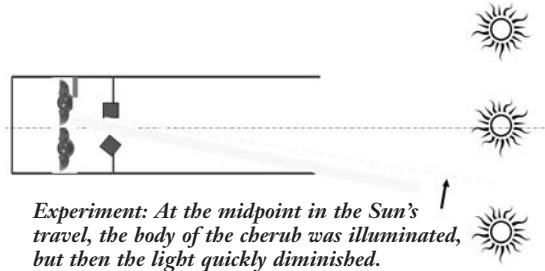 Experiment: At the midpoint in the Sun's
travel, the body of the cherub was illuminated,
but then the light quickly diminished.